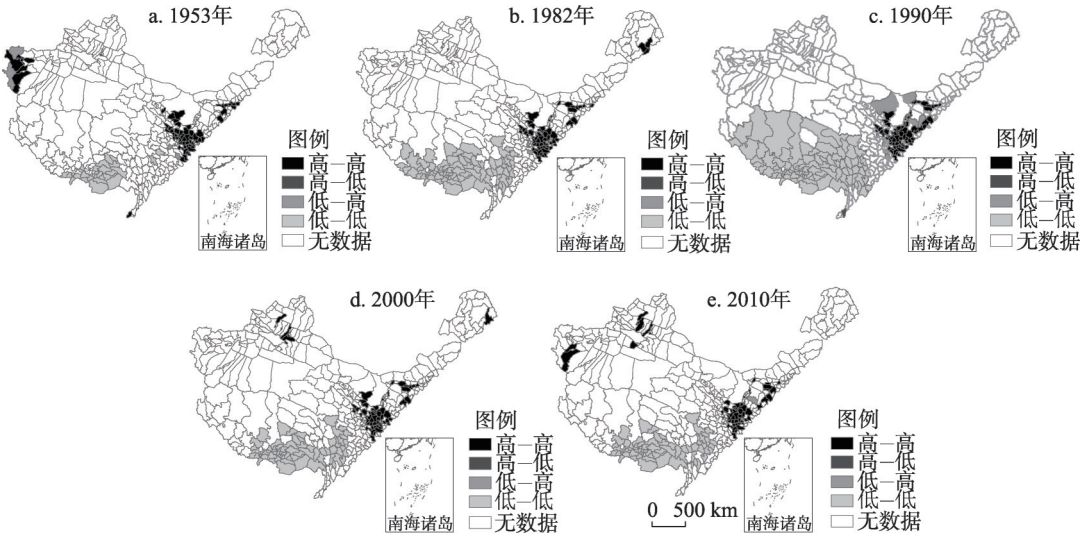 a. 1953年
图例
高—高
高—低
低—高
低—低
无数据
南海诸岛
b. 1982年
图例
高—高
高—低
低—高
低—低
无数据
南海诸岛
c. 1990年
图例
高—高
高—低
低—高
低—低
无数据
南海诸岛
d. 2000年
图例
高—高
高—低
低—高
低—低
无数据
南海诸岛
e. 2010年
图例
高—高
高—低
低—高
低—低
无数据
南海诸岛
0 500 km